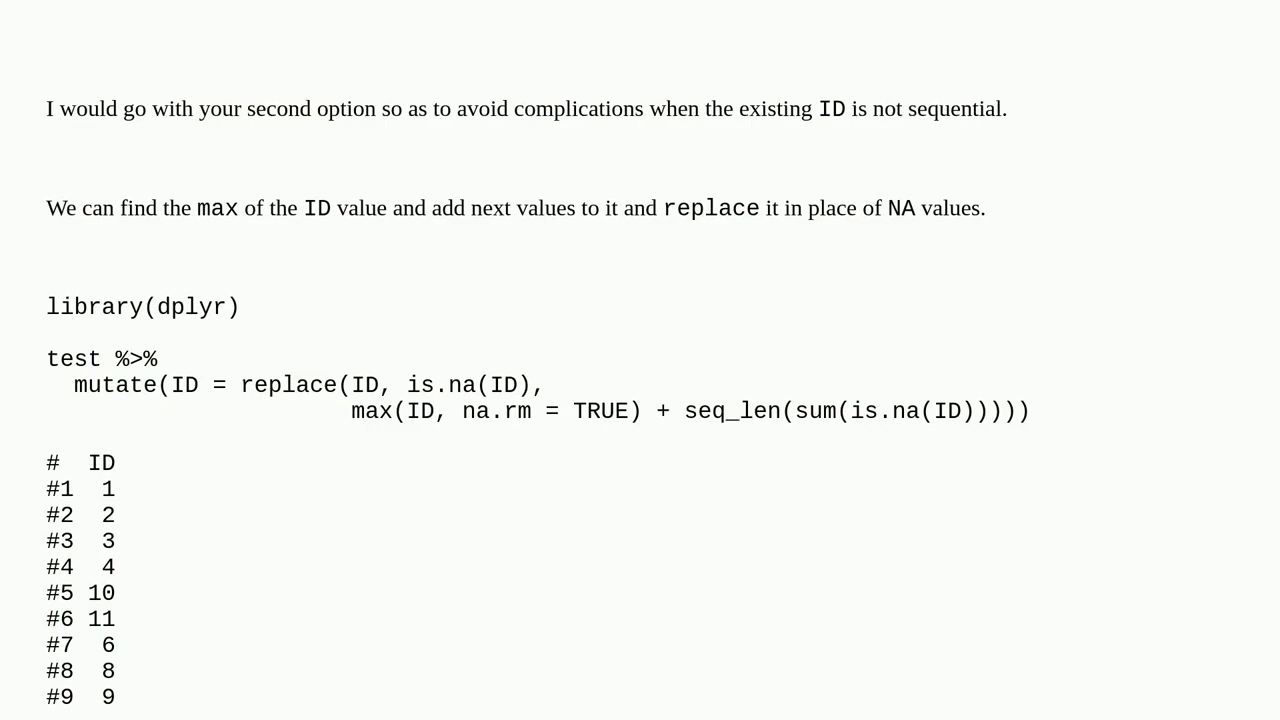 I would go with your second option so as to avoid complications when the existing ID is not sequential.
We can find the max of the ID value and add next values to it and replace it in place of NA values.
library(dplyr)
test %>%
  mutate(ID = replace(ID, is.na(ID),
                      max(ID, na.rm = TRUE) + seq_len(sum(is.na(ID)))))
#  ID
#1  1
#2  2
#3  3
#4  4
#5 10
#6 11
#7  6
#8  8
#9  9